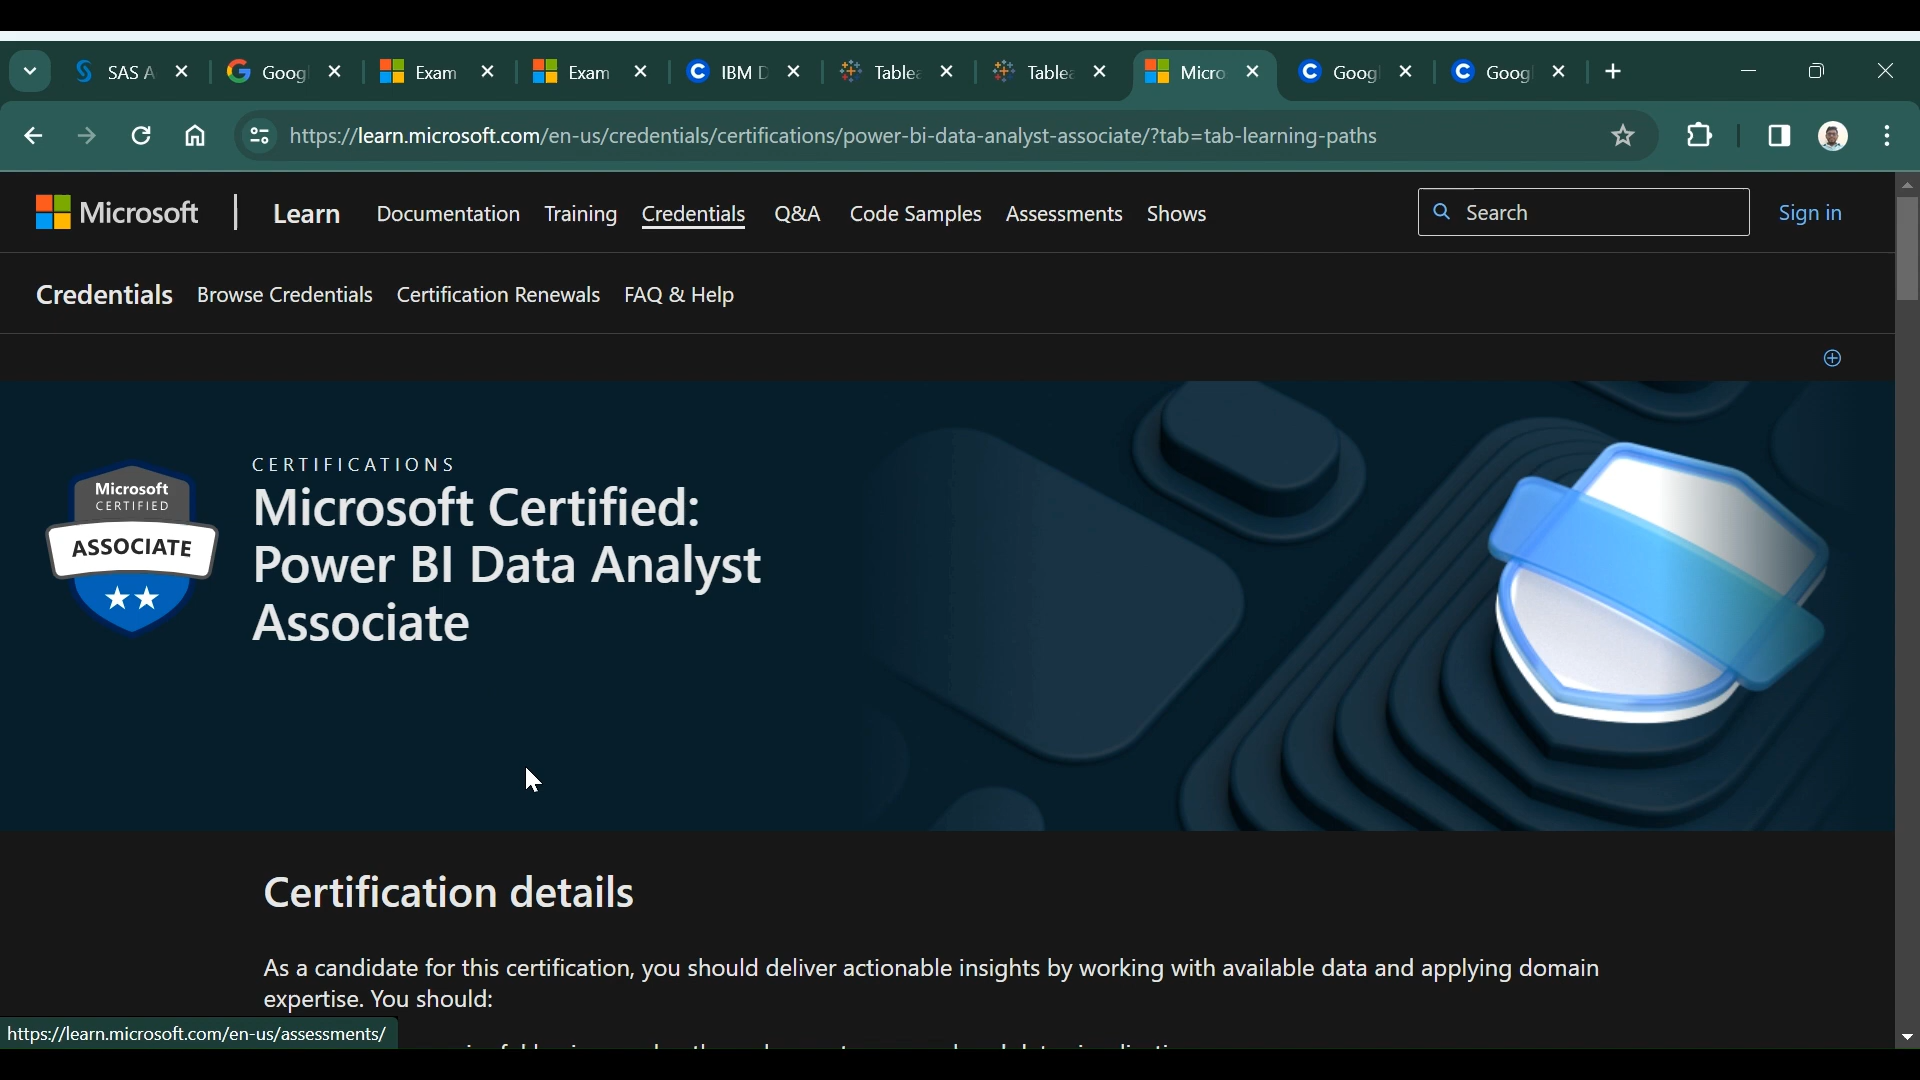 SAS A
Goog
Exam
Exam
IBM D
Table
Table
Micro
Goog
Goog
https://learn.microsoft.com/en-us/credentials/certifications/power-bi-data-analyst-associate/?tab=tab-learning-paths
Microsoft
Learn
Documentation
Training
Credentials
Q&A
Code Samples
Assessments
Shows
Search
Sign in
Credentials
Browse Credentials
Certification Renewals
FAQ & Help
Microsoft
CERTIFIED
ASSOCIATE
CERTIFICATIONS
Microsoft Certified:
Power BI Data Analyst
Associate
Certification details
As a candidate for this certification, you should deliver actionable insights by working with available data and applying domain
expertise. You should:
https://learn.microsoft.com/en-us/assessments/